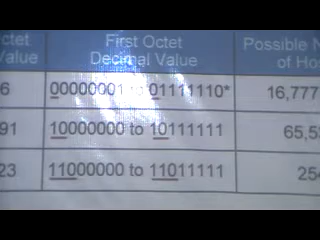 ctet First Octet Possible N
Value Decimal Value of Hos
6 00000001 to 01111110* 16,777
91 10000000 to 10111111 65,5
23 11000000 to 11011111 254